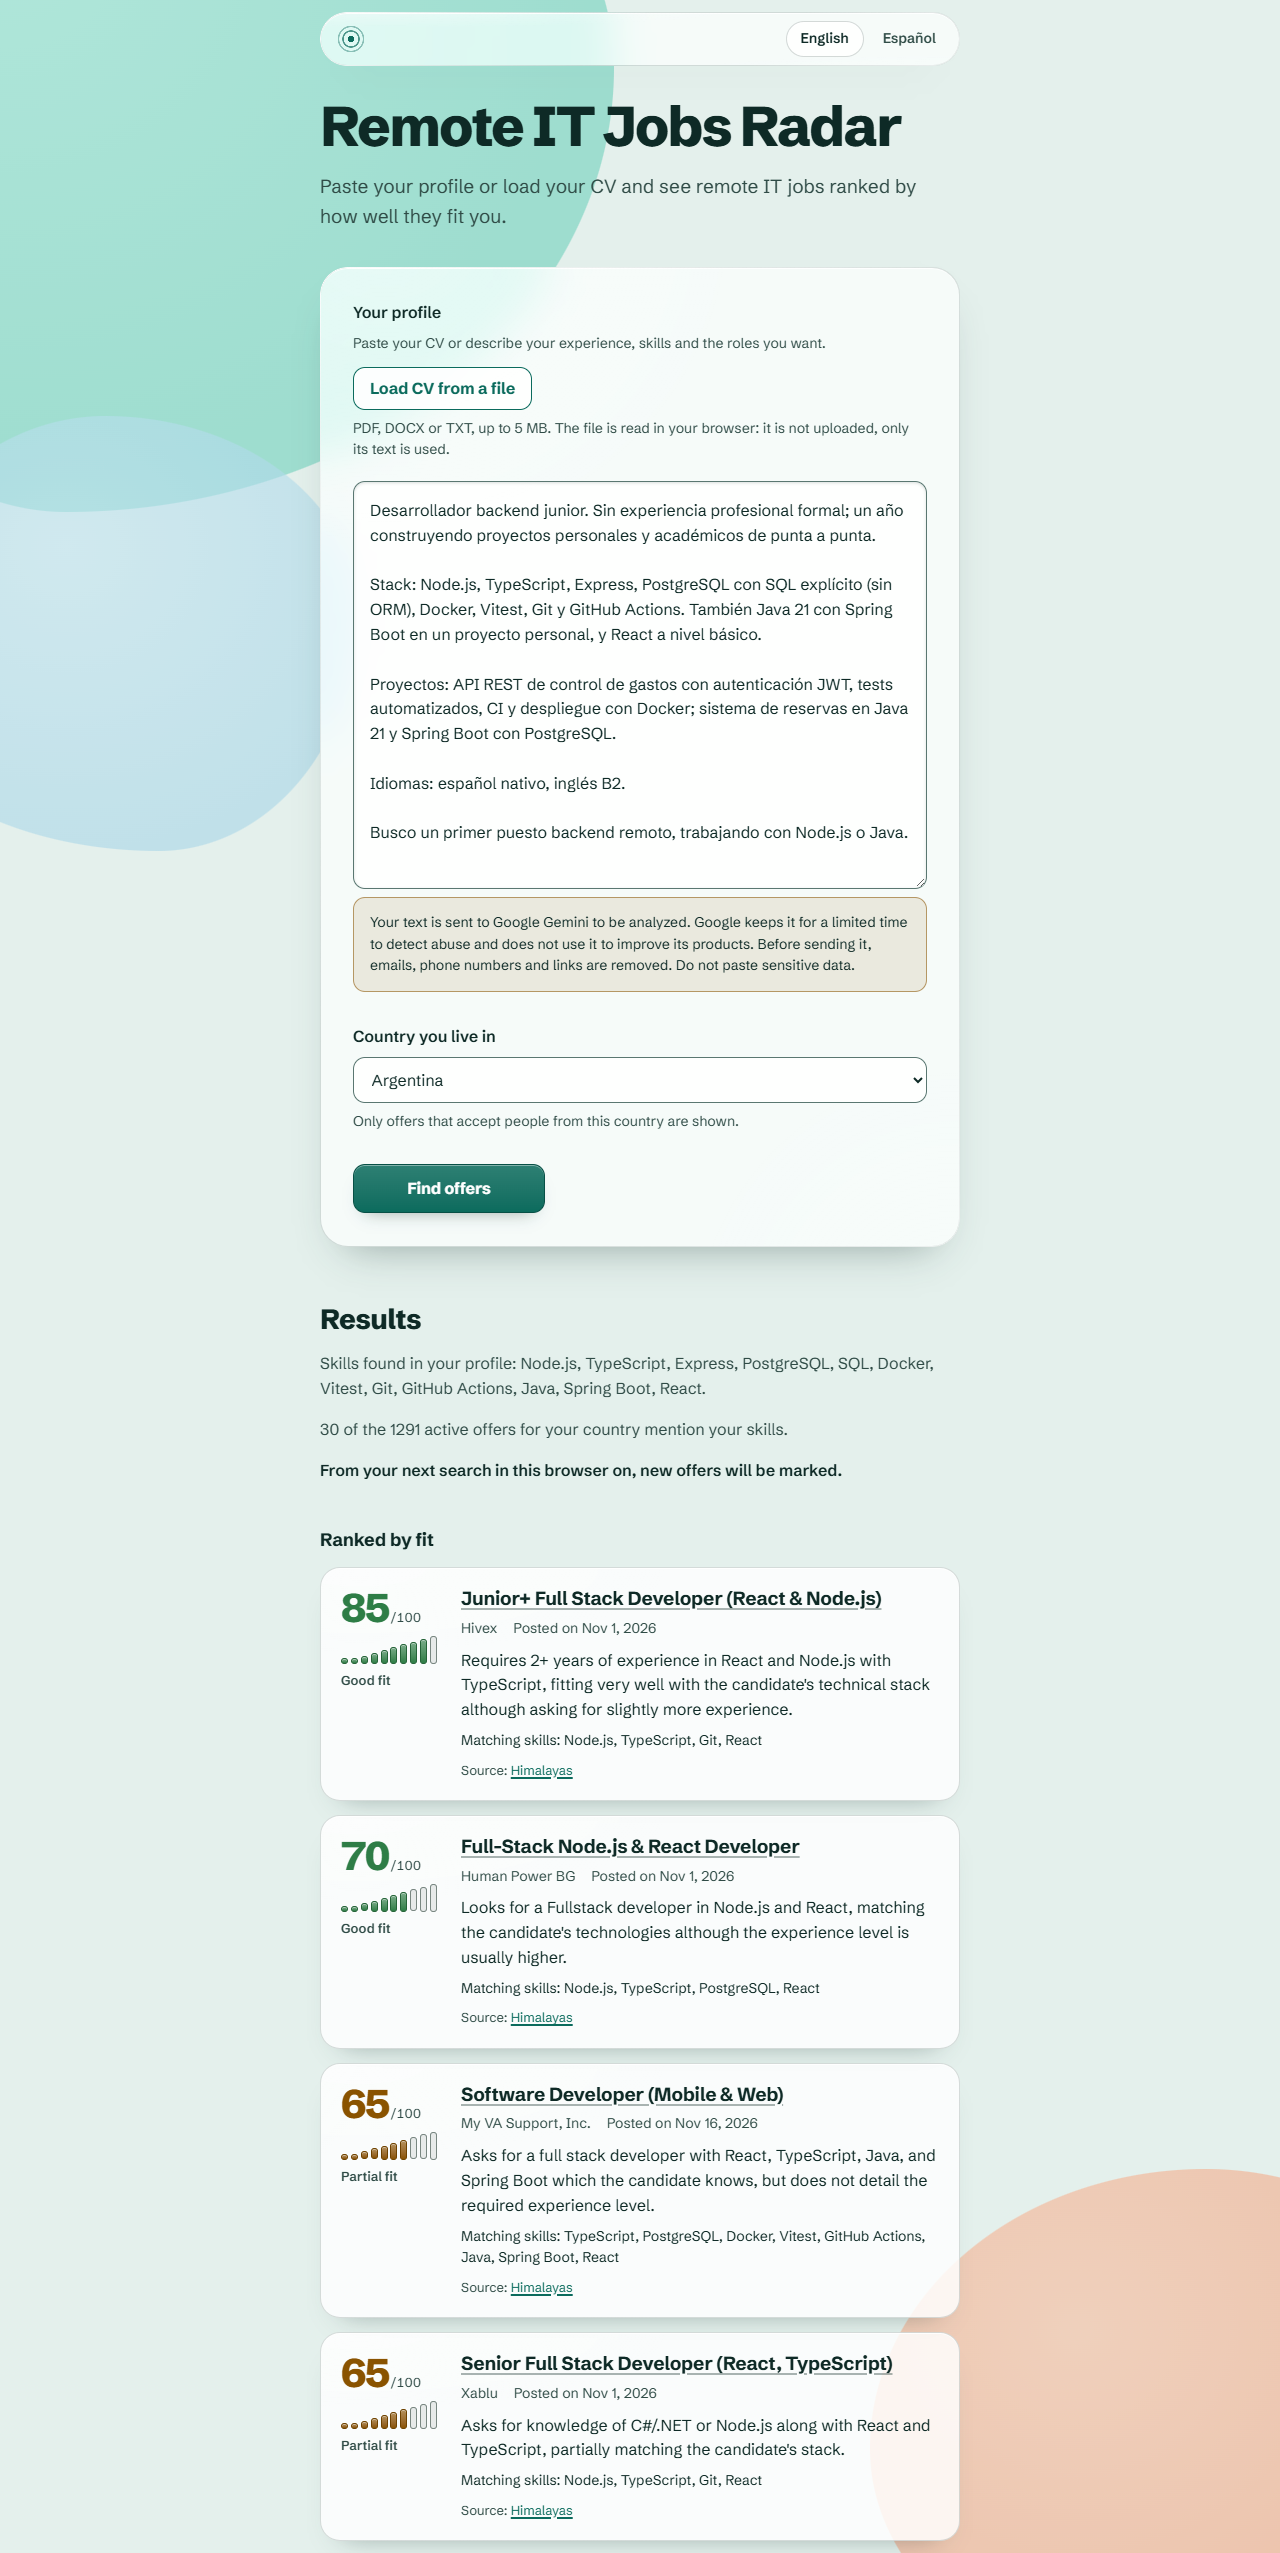 English Español
Remote IT Jobs Radar
Paste your profile or load your CV and see remote IT jobs ranked by
how well they fit you.
Your profile
Paste your CV or describe your experience, skills and the roles you want.
Load CV from a file
PDF, DOCX or TXT, up to 5 MB. The file is read in your browser: it is not uploaded, only
its text is used.
Desarrollador backend junior. Sin experiencia profesional formal; un año
construyendo proyectos personales y académicos de punta a punta.
Stack: Node.js, TypeScript, Express, PostgreSQL con SQL explícito (sin
ORM), Docker, Vitest, Git y GitHub Actions. También Java 21 con Spring
Boot en un proyecto personal, y React a nivel básico.
Proyectos: API REST de control de gastos con autenticación JWT, tests
automatizados, CI y despliegue con Docker; sistema de reservas en Java
21 y Spring Boot con PostgreSQL.
Idiomas: español nativo, inglés B2.
Busco un primer puesto backend remoto, trabajando con Node.js o Java.
Your text is sent to Google Gemini to be analyzed. Google keeps it for a limited time
to detect abuse and does not use it to improve its products. Before sending it,
emails, phone numbers and links are removed. Do not paste sensitive data.
Country you live in
Argentina
Only offers that accept people from this country are shown.
Find offers
Results
Skills found in your profile: Node.js, TypeScript, Express, PostgreSQL, SQL, Docker,
Vitest, Git, GitHub Actions, Java, Spring Boot, React.
30 of the 1291 active offers for your country mention your skills.
From your next search in this browser on, new offers will be marked.
Ranked by fit
85/100
Good fit
Junior+ Full Stack Developer (React & Node.js)
Hivex Posted on Nov 1, 2026
Requires 2+ years of experience in React and Node.js with
TypeScript, fitting very well with the candidate's technical stack
although asking for slightly more experience.
Matching skills: Node.js, TypeScript, Git, React
Source: Himalayas
70/100
Good fit
Full-Stack Node.js & React Developer
Human Power BG Posted on Nov 1, 2026
Looks for a Fullstack developer in Node.js and React, matching
the candidate's technologies although the experience level is
usually higher.
Matching skills: Node.js, TypeScript, PostgreSQL, React
Source: Himalayas
65/100
Partial fit
Software Developer (Mobile & Web)
My VA Support, Inc. Posted on Nov 16, 2026
Asks for a full stack developer with React, TypeScript, Java, and
Spring Boot which the candidate knows, but does not detail the
required experience level.
Matching skills: TypeScript, PostgreSQL, Docker, Vitest, GitHub Actions,
Java, Spring Boot, React
Source: Himalayas
65/100
Partial fit
Senior Full Stack Developer (React, TypeScript)
Xablu Posted on Nov 1, 2026
Asks for knowledge of C#/.NET or Node.js along with React and
TypeScript, partially matching the candidate's stack.
Matching skills: Node.js, TypeScript, Git, React
Source: Himalayas